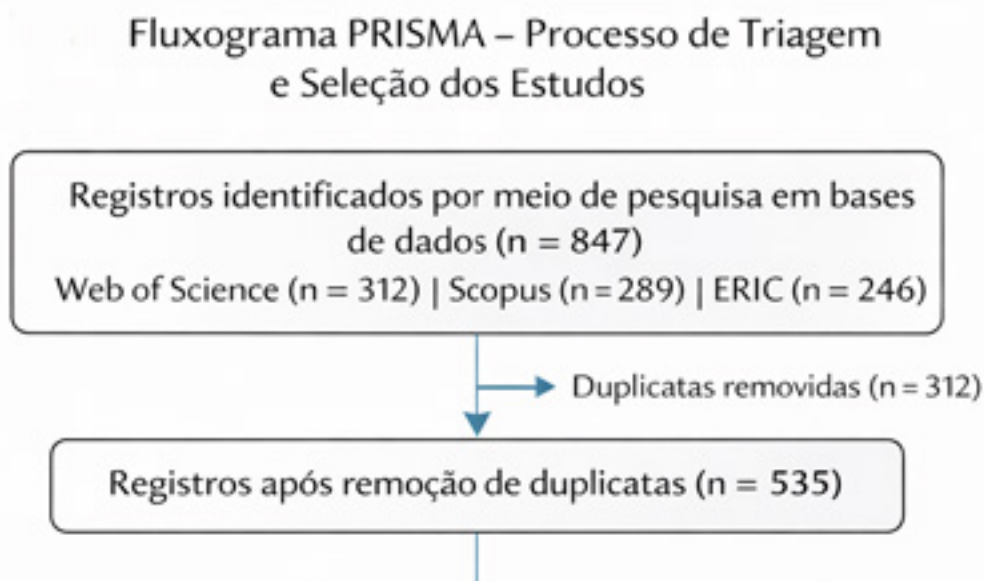 Fluxograma PRISMA – Processo de Triagem
e Seleção dos Estudos
Registros identificados por meio de pesquisa em bases
de dados (n = 847)
Web of Science (n = 312) | Scopus (n = 289) | ERIC (n = 246)
Duplicatas removidas (n = 312)
Registros após remoção de duplicatas (n = 535)